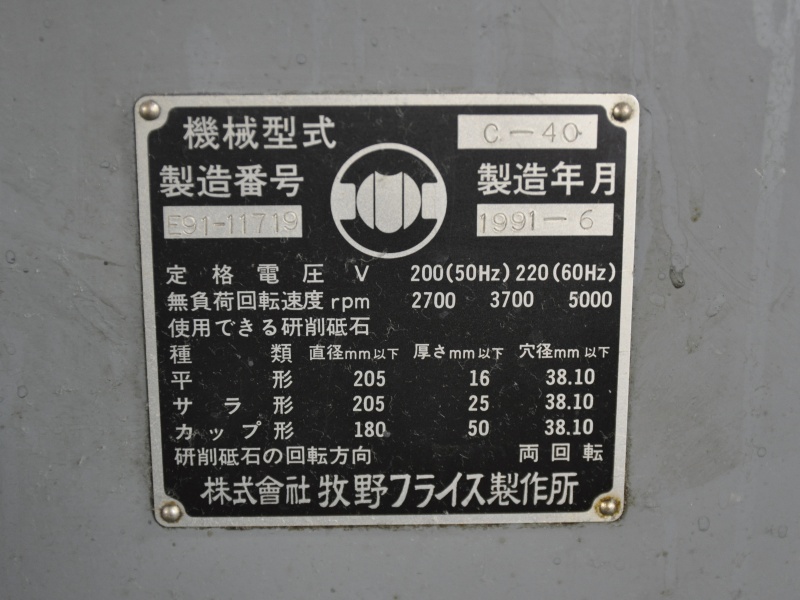 機械型式 C-40
製造番号 製造年月
E91-11719 1991-6
定格電圧 V 200(50Hz) 220(60Hz)
無負荷回転速度 rpm 2700 3700 5000
使用できる研削砥石
種類 直径mm以下 厚さmm以下 穴径mm以下
平形 205 16 38.10
サラ形 205 25 38.10
カップ形 180 50 38.10
研削砥石の回転方向 両回転
株式會社 牧野フライス製作所